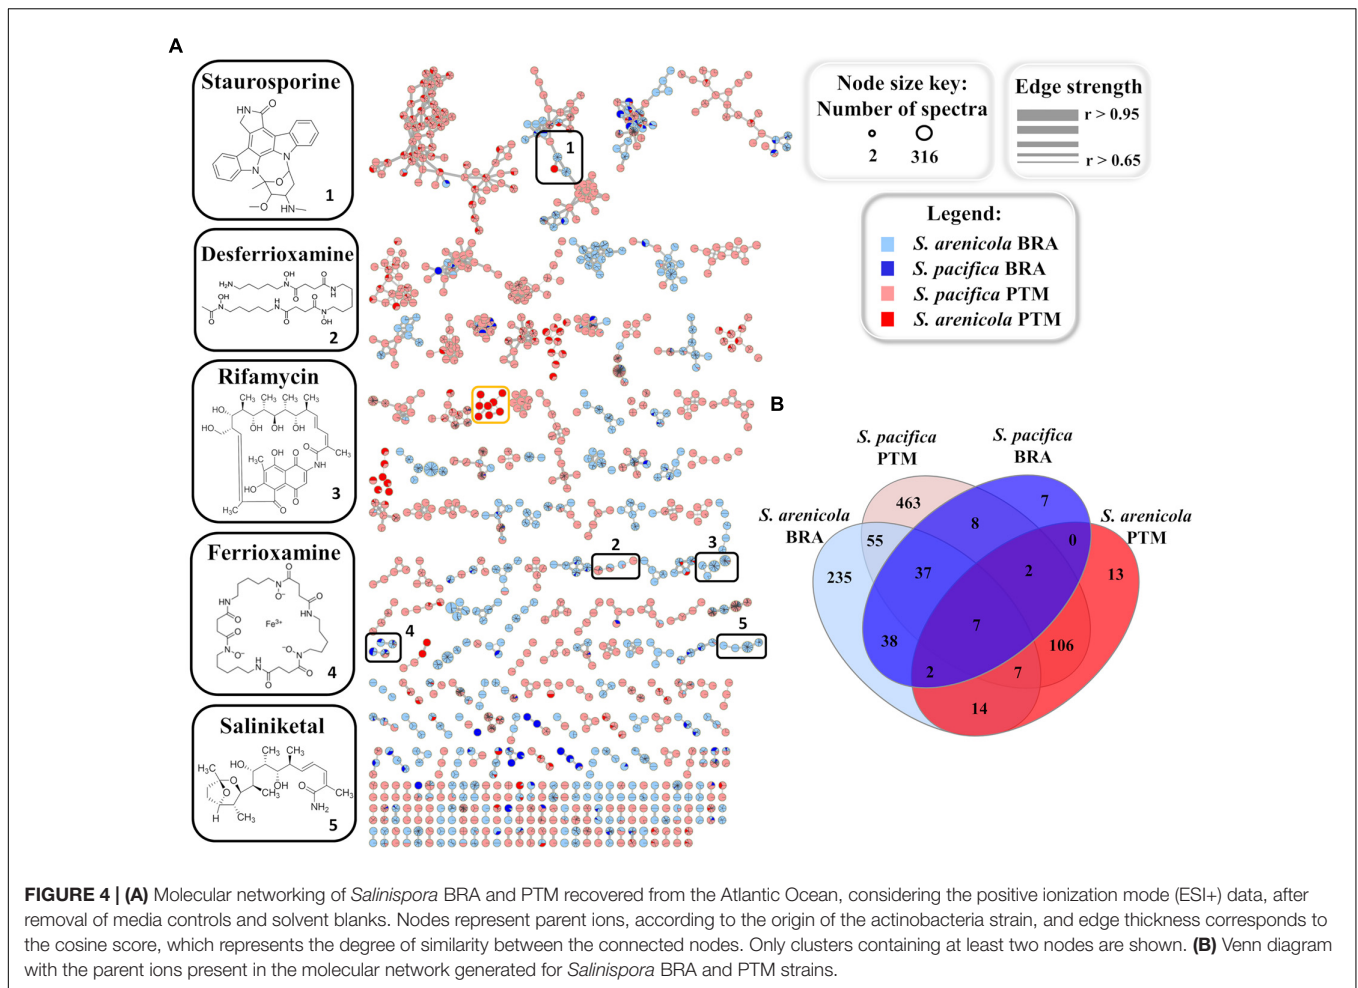 A
Staurosporine
1
Desferrioxamine
2
Rifamycin
3
Ferrioxamine
Fe3+
4
Saliniketal
5
1
2
3
4
5
Node size key:
Number of spectra
2 316
Edge strength
r > 0.95
r > 0.65
Legend:
S. arenicola BRA
S. pacifica BRA
S. pacifica PTM
S. arenicola PTM
B
S. pacifica
PTM
S. pacifica
BRA
S. arenicola
BRA
S. arenicola
PTM
463
7
8
55
0
235
37
2
13
7
38
106
2
7
14
FIGURE 4 | (A) Molecular networking of Salinispora BRA and PTM recovered from the Atlantic Ocean, considering the positive ionization mode (ESI+) data, after
removal of media controls and solvent blanks. Nodes represent parent ions, according to the origin of the actinobacteria strain, and edge thickness corresponds to
the cosine score, which represents the degree of similarity between the connected nodes. Only clusters containing at least two nodes are shown. (B) Venn diagram
with the parent ions present in the molecular network generated for Salinispora BRA and PTM strains.